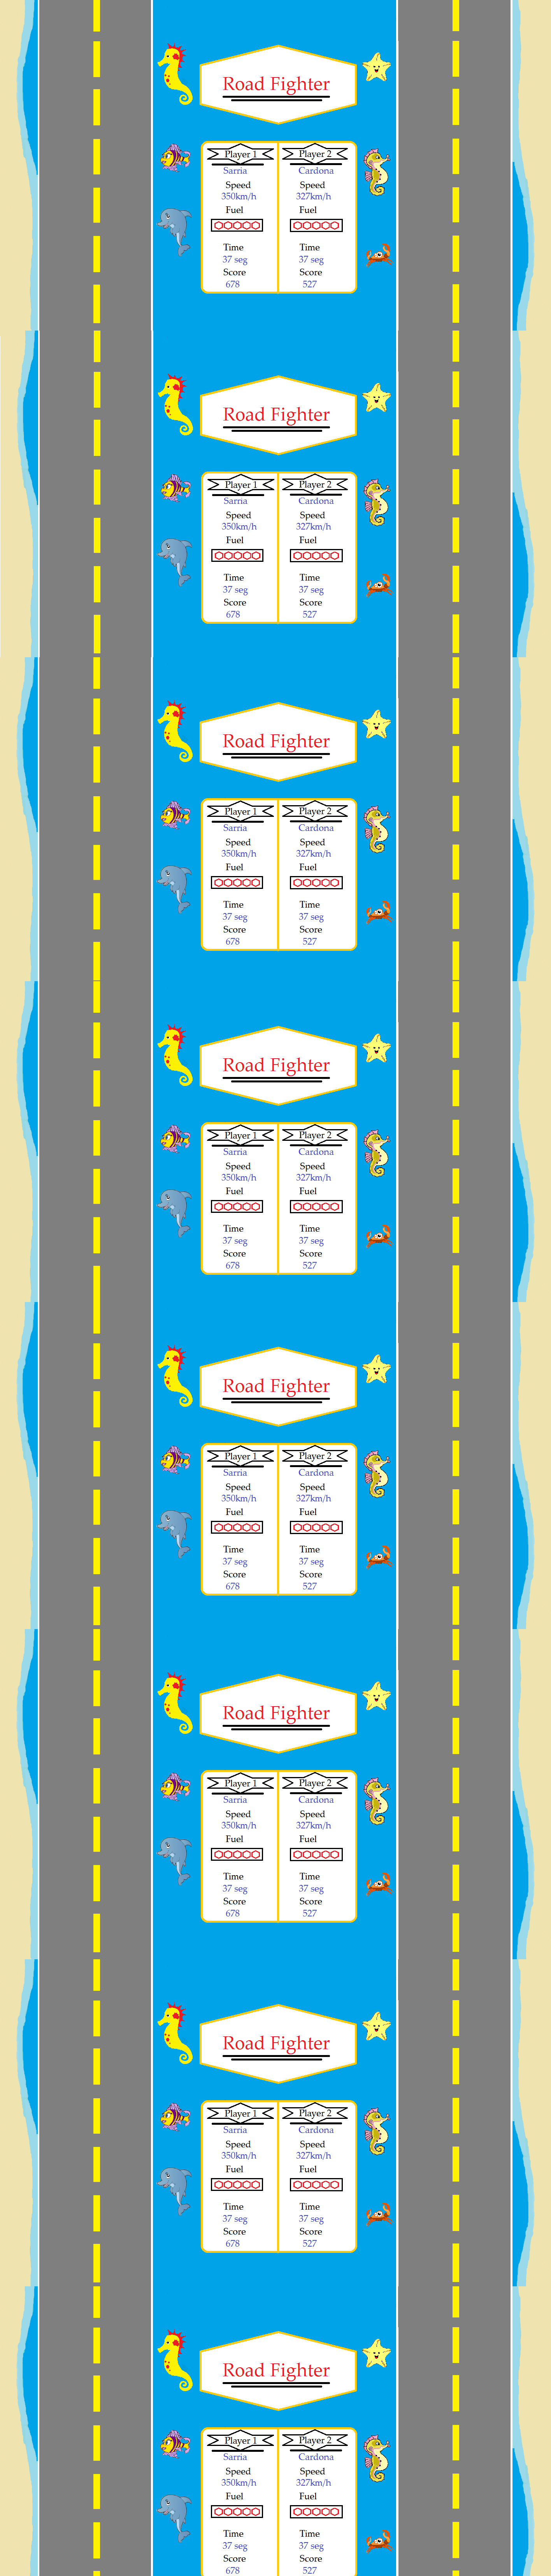 Road Fighter
Player 1 Player 2
Sarria Cardona
Speed Speed
350km/h 327km/h
Fuel Fuel
Time Time
37 seg 37 seg
Score Score
678 527
Road Fighter
Player 1 Player 2
Sarria Cardona
Speed Speed
350km/h 327km/h
Fuel Fuel
Time Time
37 seg 37 seg
Score Score
678 527
Road Fighter
Player 1 Player 2
Sarria Cardona
Speed Speed
350km/h 327km/h
Fuel Fuel
Time Time
37 seg 37 seg
Score Score
678 527
Road Fighter
Player 1 Player 2
Sarria Cardona
Speed Speed
350km/h 327km/h
Fuel Fuel
Time Time
37 seg 37 seg
Score Score
678 527
Road Fighter
Player 1 Player 2
Sarria Cardona
Speed Speed
350km/h 327km/h
Fuel Fuel
Time Time
37 seg 37 seg
Score Score
678 527
Road Fighter
Player 1 Player 2
Sarria Cardona
Speed Speed
350km/h 327km/h
Fuel Fuel
Time Time
37 seg 37 seg
Score Score
678 527
Road Fighter
Player 1 Player 2
Sarria Cardona
Speed Speed
350km/h 327km/h
Fuel Fuel
Time Time
37 seg 37 seg
Score Score
678 527
Road Fighter
Player 1 Player 2
Sarria Cardona
Speed Speed
350km/h 327km/h
Fuel Fuel
Time Time
37 seg 37 seg
Score Score
678 527